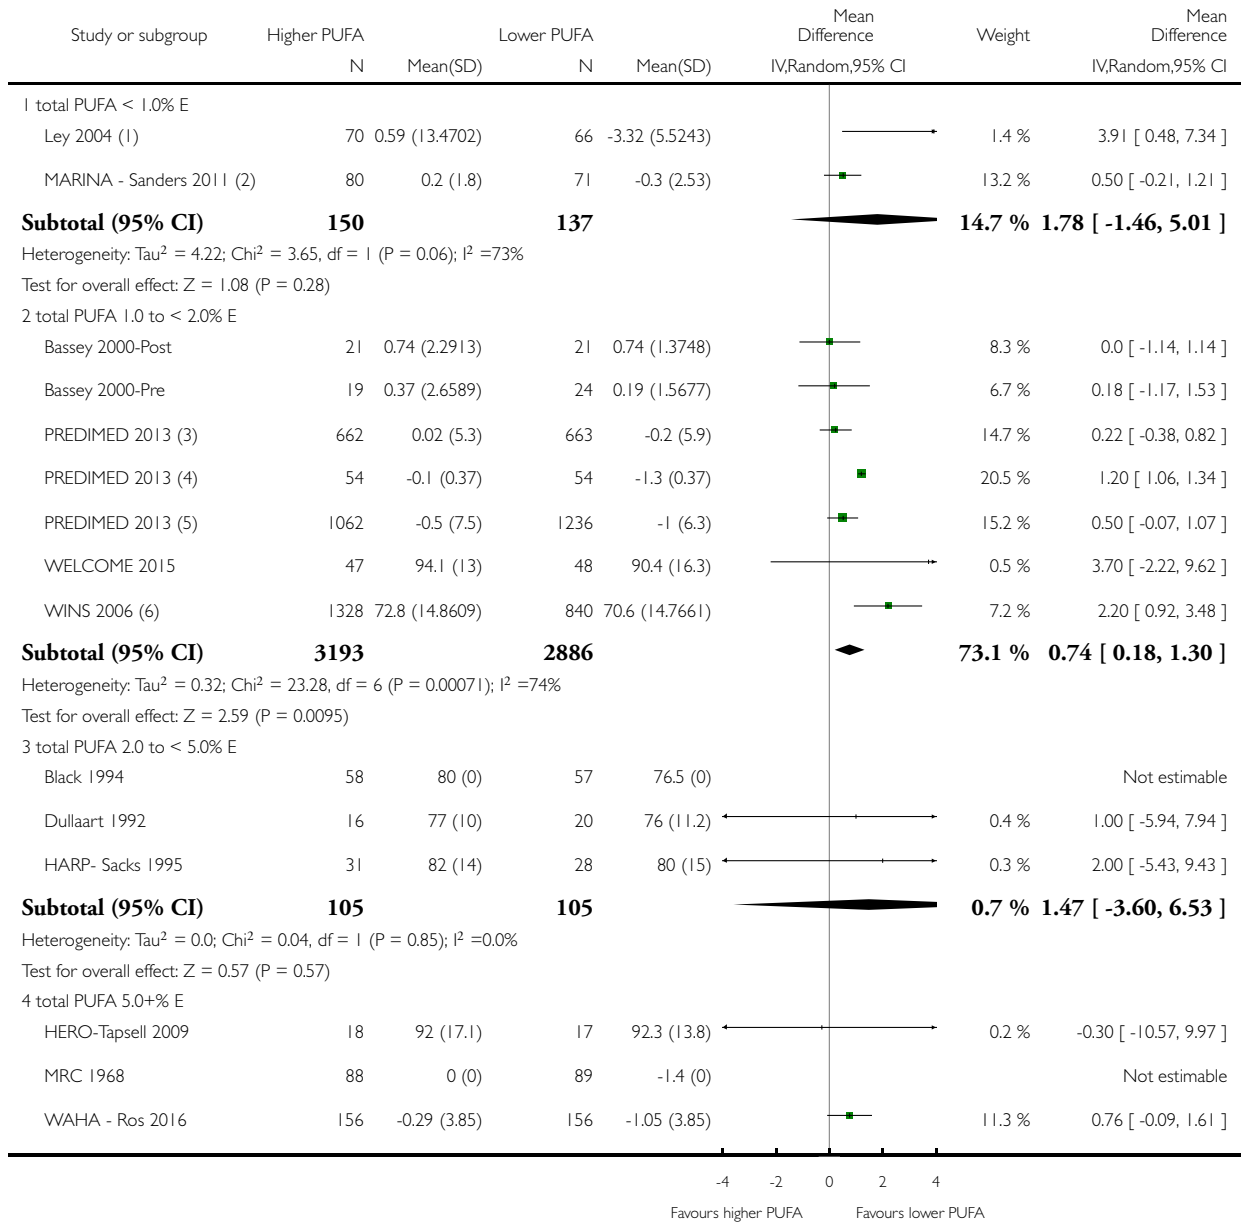 Study or subgroup Higher PUFA Lower PUFA Mean Difference Weight Mean Difference
N Mean(SD) N Mean(SD) IV,Random,95% CI IV,Random,95% CI
1 total PUFA < 1.0% E
Ley 2004 (1) 70 0.59 (13.4702) 66 -3.32 (5.5243) 1.4 % 3.91 [ 0.48, 7.34 ]
MARINA - Sanders 2011 (2) 80 0.2 (1.8) 71 -0.3 (2.53) 13.2 % 0.50 [ -0.21, 1.21 ]
Subtotal (95% CI) 150 137 14.7 % 1.78 [ -1.46, 5.01 ]
Heterogeneity: Tau² = 4.22; Chi² = 3.65, df = 1 (P = 0.06); I² =73%
Test for overall effect: Z = 1.08 (P = 0.28)
2 total PUFA 1.0 to < 2.0% E
Bassey 2000-Post 21 0.74 (2.2913) 21 0.74 (1.3748) 8.3 % 0.0 [ -1.14, 1.14 ]
Bassey 2000-Pre 19 0.37 (2.6589) 24 0.19 (1.5677) 6.7 % 0.18 [ -1.17, 1.53 ]
PREDIMED 2013 (3) 662 0.02 (5.3) 663 -0.2 (5.9) 14.7 % 0.22 [ -0.38, 0.82 ]
PREDIMED 2013 (4) 54 -0.1 (0.37) 54 -1.3 (0.37) 20.5 % 1.20 [ 1.06, 1.34 ]
PREDIMED 2013 (5) 1062 -0.5 (7.5) 1236 -1 (6.3) 15.2 % 0.50 [ -0.07, 1.07 ]
WELCOME 2015 47 94.1 (13) 48 90.4 (16.3) 0.5 % 3.70 [ -2.22, 9.62 ]
WINS 2006 (6) 1328 72.8 (14.8609) 840 70.6 (14.7661) 7.2 % 2.20 [ 0.92, 3.48 ]
Subtotal (95% CI) 3193 2886 73.1 % 0.74 [ 0.18, 1.30 ]
Heterogeneity: Tau² = 0.32; Chi² = 23.28, df = 6 (P = 0.00071); I² =74%
Test for overall effect: Z = 2.59 (P = 0.0095)
3 total PUFA 2.0 to < 5.0% E
Black 1994 58 80 (0) 57 76.5 (0) Not estimable
Dullaart 1992 16 77 (10) 20 76 (11.2) 0.4 % 1.00 [ -5.94, 7.94 ]
HARP- Sacks 1995 31 82 (14) 28 80 (15) 0.3 % 2.00 [ -5.43, 9.43 ]
Subtotal (95% CI) 105 105 0.7 % 1.47 [ -3.60, 6.53 ]
Heterogeneity: Tau² = 0.0; Chi² = 0.04, df = 1 (P = 0.85); I² =0.0%
Test for overall effect: Z = 0.57 (P = 0.57)
4 total PUFA 5.0+% E
HERO-Tapsell 2009 18 92 (17.1) 17 92.3 (13.8) 0.2 % -0.30 [ -10.57, 9.97 ]
MRC 1968 88 0 (0) 89 -1.4 (0) Not estimable
WAHA - Ros 2016 156 -0.29 (3.85) 156 -1.05 (3.85) 11.3 % 0.76 [ -0.09, 1.61 ]
-4 -2 0 2 4
Favours higher PUFA Favours lower PUFA